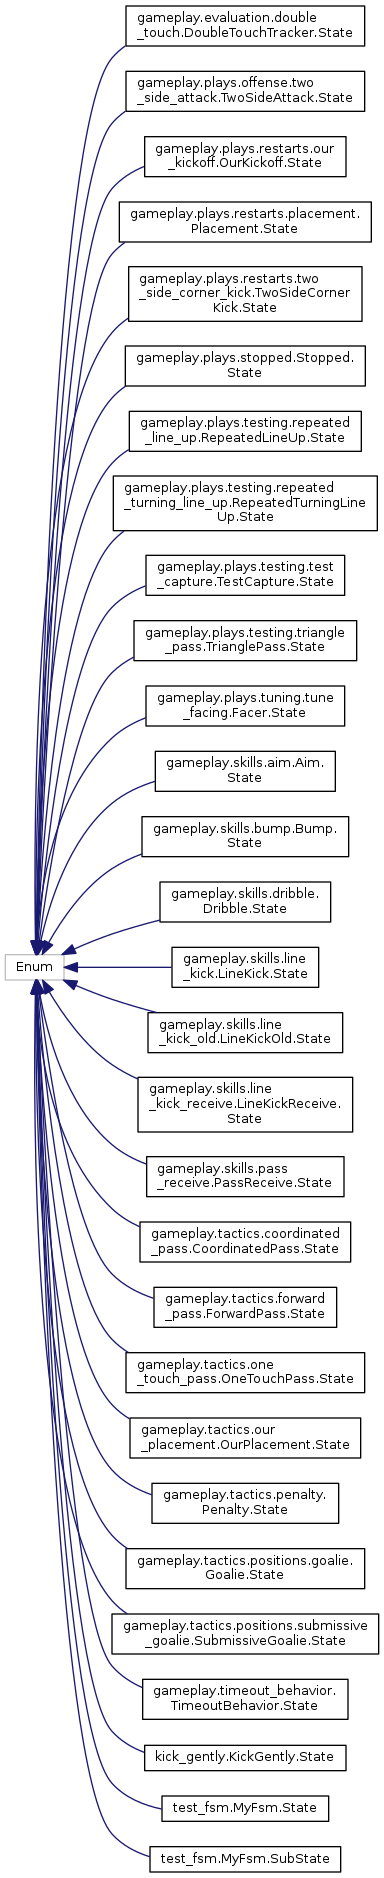 gameplay.evaluation.double
_touch.DoubleTouchTracker.State
gameplay.plays.offense.two
_side_attack.TwoSideAttack.State
gameplay.plays.restarts.our
_kickoff.OurKickoff.State
gameplay.plays.restarts.placement.
Placement.State
gameplay.plays.restarts.two
_side_corner_kick.TwoSideCorner
Kick.State
gameplay.plays.stopped.Stopped.
State
gameplay.plays.testing.repeated
_line_up.RepeatedLineUp.State
gameplay.plays.testing.repeated
_turning_line_up.RepeatedTurningLine
Up.State
gameplay.plays.testing.test
_capture.TestCapture.State
gameplay.plays.testing.triangle
_pass.TrianglePass.State
gameplay.plays.tuning.tune
_facing.Facer.State
gameplay.skills.aim.Aim.
State
gameplay.skills.bump.Bump.
State
gameplay.skills.dribble.
Dribble.State
Enum
gameplay.skills.line
_kick.LineKick.State
gameplay.skills.line
_kick_old.LineKickOld.State
gameplay.skills.line
_kick_receive.LineKickReceive.
State
gameplay.skills.pass
_receive.PassReceive.State
gameplay.tactics.coordinated
_pass.CoordinatedPass.State
gameplay.tactics.forward
_pass.ForwardPass.State
gameplay.tactics.one
_touch_pass.OneTouchPass.State
gameplay.tactics.our
_placement.OurPlacement.State
gameplay.tactics.penalty.
Penalty.State
gameplay.tactics.positions.goalie.
Goalie.State
gameplay.tactics.positions.submissive
_goalie.SubmissiveGoalie.State
gameplay.timeout_behavior.
TimeoutBehavior.State
kick_gently.KickGently.State
test_fsm.MyFsm.State
test_fsm.MyFsm.SubState